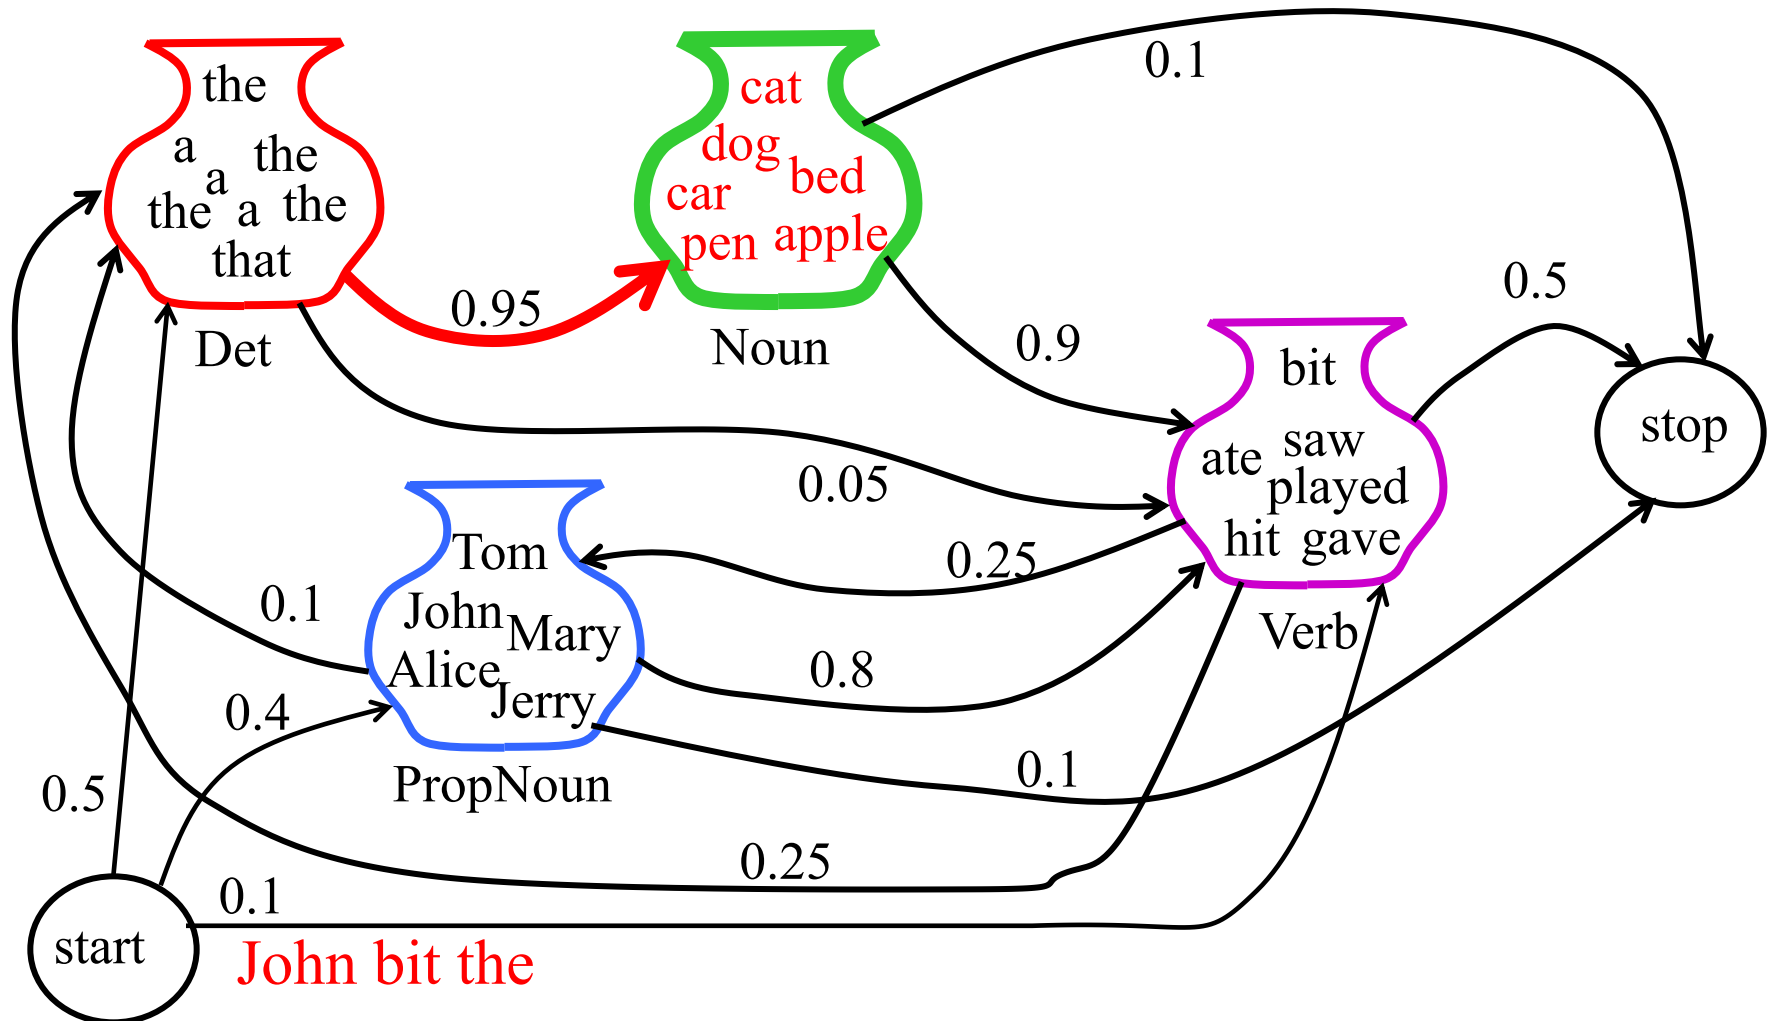 the
a the
a
the a the
that
Det
0.95
cat
dog
bed
car
pen apple
Noun
0.1
0.9
0.5
bit
saw
ate
played
hit gave
Verb
stop
0.05
0.25
Tom
John
Mary
Alice
Jerry
PropNoun
0.1
0.8
0.4
0.1
0.5
0.25
0.1
start
John bit the